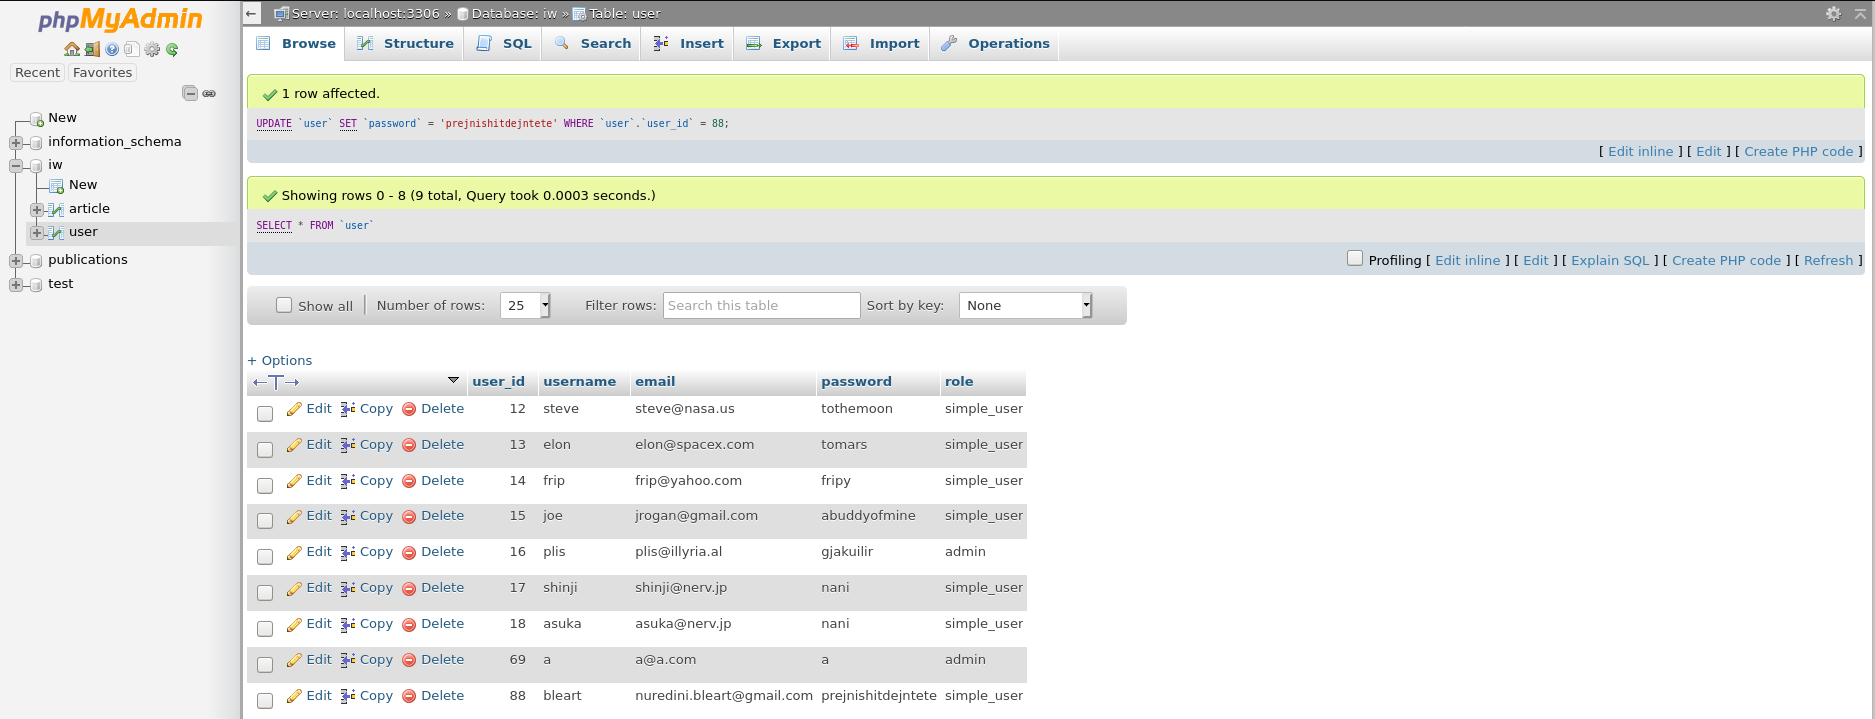 phpMyAdmin
Recent Favorites
New
information_schema
iw
New
article
user
publications
test
Server: localhost:3306 » Database: iw » Table: user
Browse Structure SQL Search Insert Export Import Operations
1 row affected.
UPDATE `user` SET `password` = 'prejnishitdejntete' WHERE `user`.`user_id` = 88;
[ Edit inline ] [ Edit ] [ Create PHP code ]
Showing rows 0 - 8 (9 total, Query took 0.0003 seconds.)
SELECT * FROM `user`
Profiling [ Edit inline ] [ Edit ] [ Explain SQL ] [ Create PHP code ] [ Refresh ]
Show all Number of rows: 25 Filter rows: Search this table Sort by key: None
+ Options
user_id username email password role
Edit Copy Delete 12 steve steve@nasa.us tothemoon simple_user
Edit Copy Delete 13 elon elon@spacex.com tomars simple_user
Edit Copy Delete 14 frip frip@yahoo.com fripy simple_user
Edit Copy Delete 15 joe jrogan@gmail.com abuddyofmine simple_user
Edit Copy Delete 16 plis plis@illyria.al gjakuilir admin
Edit Copy Delete 17 shinji shinji@nerv.jp nani simple_user
Edit Copy Delete 18 asuka asuka@nerv.jp nani simple_user
Edit Copy Delete 69 a a@a.com a admin
Edit Copy Delete 88 bleart nuredini.bleart@gmail.com prejnishitdejntete simple_user